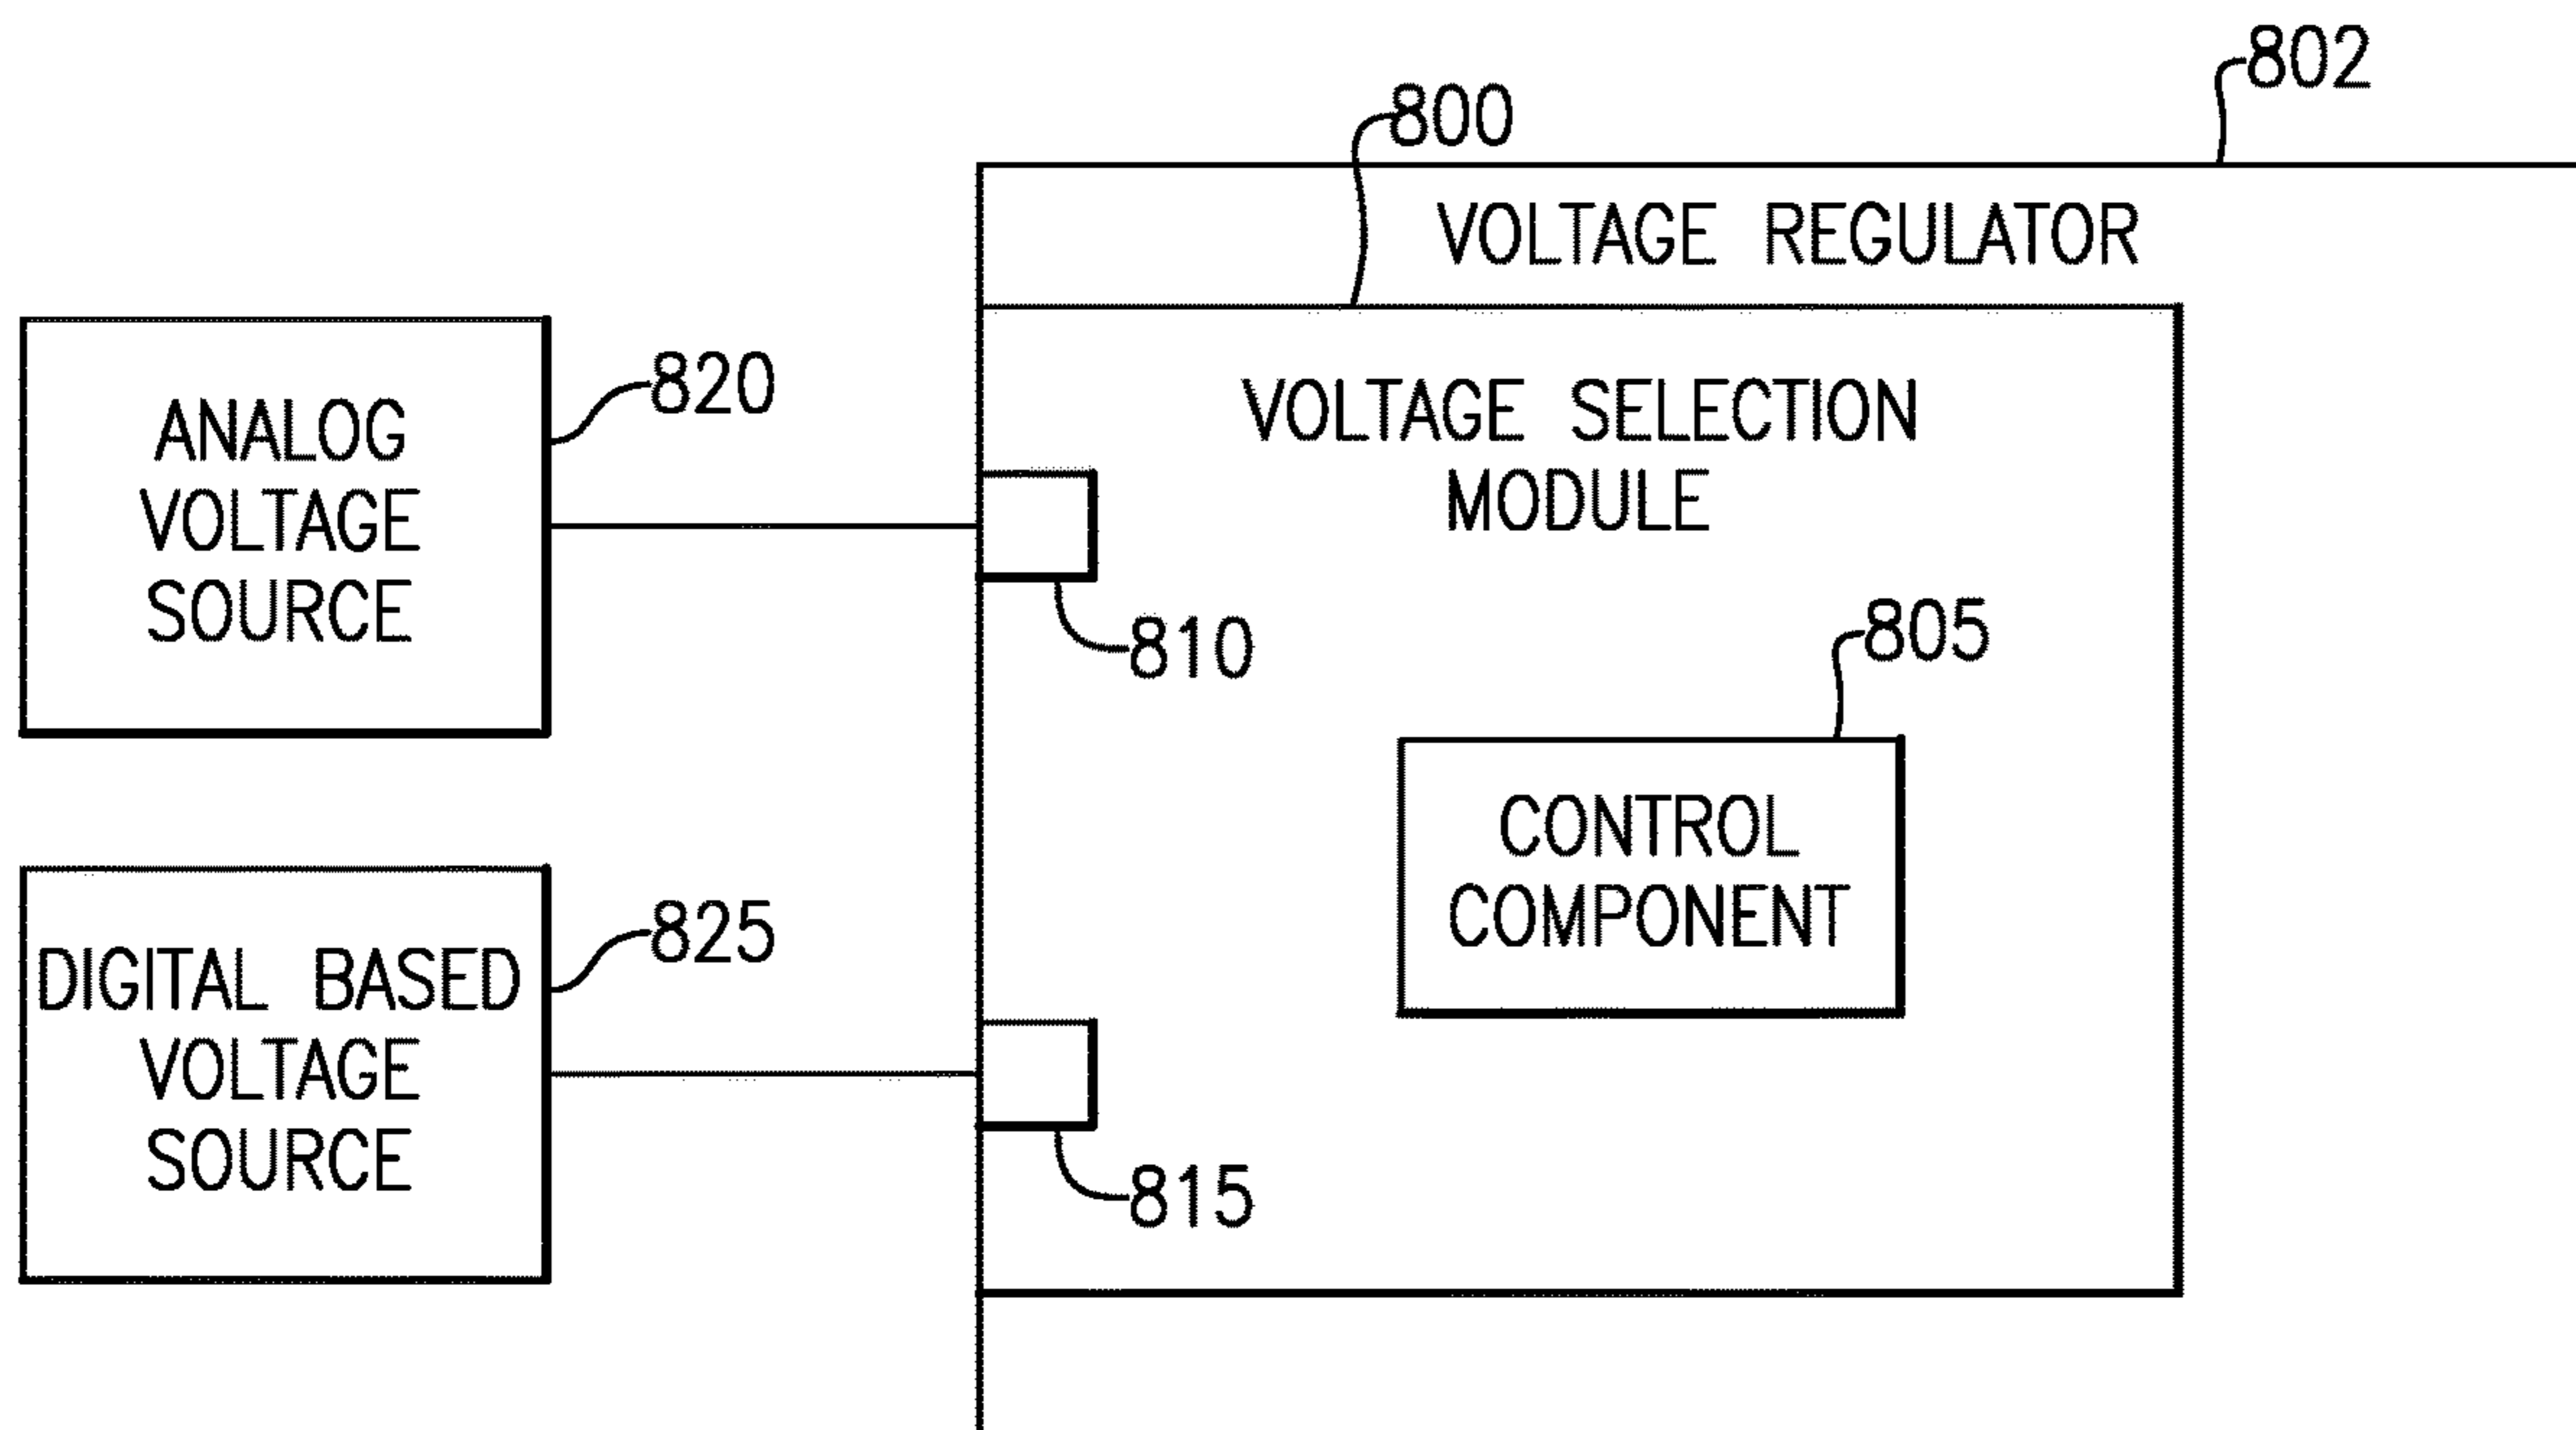 802
800
VOLTAGE REGULATOR
ANALOG
VOLTAGE
SOURCE
820
VOLTAGE SELECTION
MODULE
810
805
CONTROL
COMPONENT
DIGITAL BASED
VOLTAGE
SOURCE
825
815